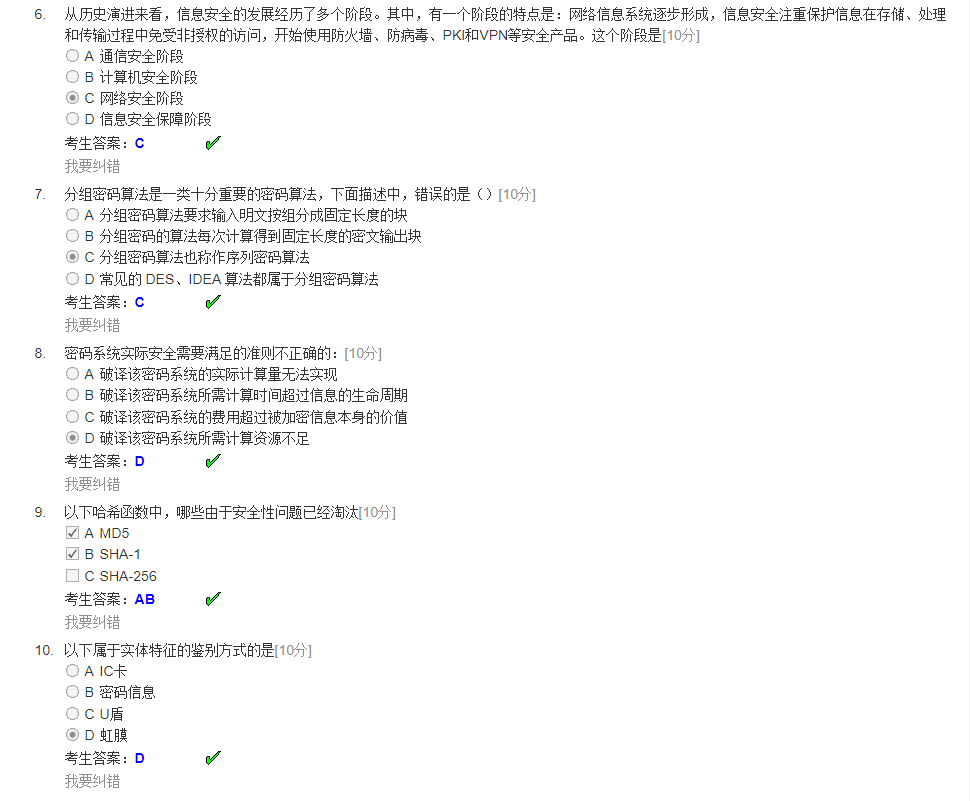 6. 从历史演进来看，信息安全的发展经历了多个阶段。其中，有一个阶段的特点是：网络信息系统逐步形成，信息安全注重保护信息在存储、处理
和传输过程中免受非授权的访问，开始使用防火墙、防病毒、PKI和VPN等安全产品。这个阶段是[10分]
A 通信安全阶段
B 计算机安全阶段
C 网络安全阶段
D 信息安全保障阶段
考生答案：C
我要纠错
7. 分组密码算法是一类十分重要的密码算法，下面描述中，错误的是（）[10分]
A 分组密码算法要求输入明文按组分成固定长度的块
B 分组密码的算法每次计算得到固定长度的密文输出块
C 分组密码算法也称作序列密码算法
D 常见的 DES、IDEA 算法都属于分组密码算法
考生答案：C
我要纠错
8. 密码系统实际安全需要满足的准则不正确的：[10分]
A 破译该密码系统的实际计算量无法实现
B 破译该密码系统所需计算时间超过信息的生命周期
C 破译该密码系统的费用超过被加密信息本身的价值
D 破译该密码系统所需计算资源不足
考生答案：D
我要纠错
9. 以下哈希函数中，哪些由于安全性问题已经淘汰[10分]
A MD5
B SHA-1
C SHA-256
考生答案：AB
我要纠错
10. 以下属于实体特征的鉴别方式的是[10分]
A IC卡
B 密码信息
C U盾
D 虹膜
考生答案：D
我要纠错